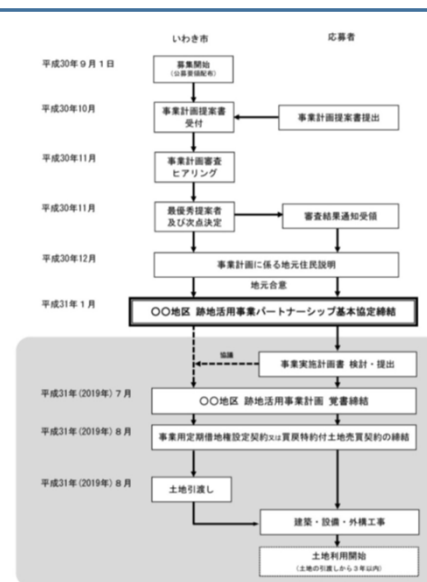 いわき市
応募者
平成30年9月1日
募集開始
(公募要領配布)
平成30年10月
事業計画提案書
受付
事業計画提案書提出
平成30年11月
事業計画審査
ヒアリング
平成30年11月
最優秀提案者
及び次点決定
審査結果通知受領
平成30年12月
事業計画に係る地元住民説明
地元合意
平成31年1月
〇〇地区 跡地活用事業パートナーシップ基本協定締結
協議
事業実施計画書 検討・提出
平成31年(2019年)7月
〇〇地区 跡地活用事業計画 覚書締結
平成31年(2019年)8月
事業用定期借地権設定契約又は買戻特約付土地売買契約の締結
平成31年(2019年)8月
土地引渡し
建築・設備・外構工事
土地利用開始
(土地の引渡しから3年以内)